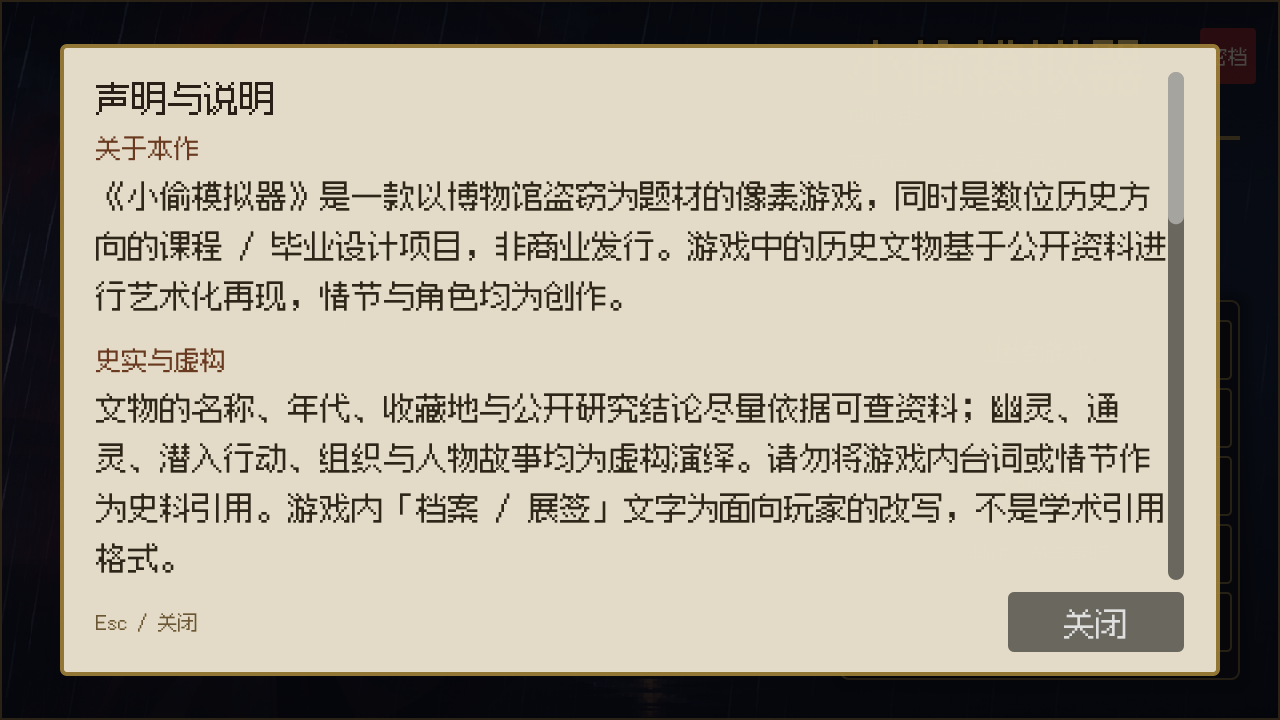 密档
声明与说明
关于本作
《小偷模拟器》是一款以博物馆盗窃为题材的像素游戏，同时是数位历史方
向的课程 / 毕业设计项目，非商业发行。游戏中的历史文物基于公开资料进
行艺术化再现，情节与角色均为创作。
史实与虚构
文物的名称、年代、收藏地与公开研究结论尽量依据可查资料；幽灵、通
灵、潜入行动、组织与人物故事均为虚构演绎。请勿将游戏内台词或情节作
为史料引用。游戏内「档案 / 展签」文字为面向玩家的改写，不是学术引用
格式。
Esc / 关闭
关闭